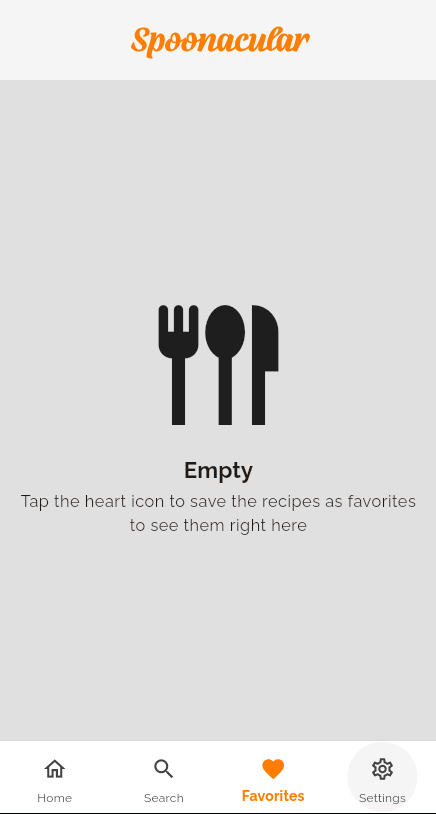 Spoonacular
Empty
Tap the heart icon to save the recipes as favorites
to see them right here
Home
Search
Favorites
Settings